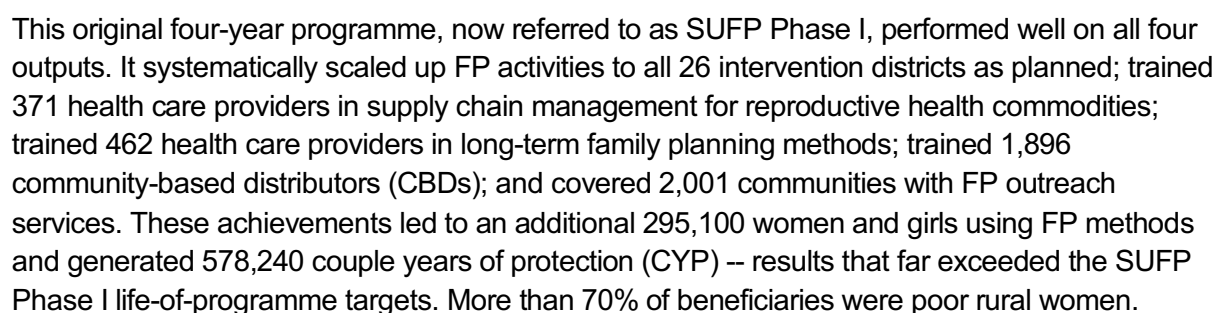 This original four-year programme, now referred to as SUFP Phase I, performed well on all four
outputs. It systematically scaled up FP activities to all 26 intervention districts as planned; trained
371 health care providers in supply chain management for reproductive health commodities;
trained 462 health care providers in long-term family planning methods; trained 1,896
community-based distributors (CBDs); and covered 2,001 communities with FP outreach
services. These achievements led to an additional 295,100 women and girls using FP methods
and generated 578,240 couple years of protection (CYP) -- results that far exceeded the SUFP
Phase I life-of-programme targets. More than 70% of beneficiaries were poor rural women.